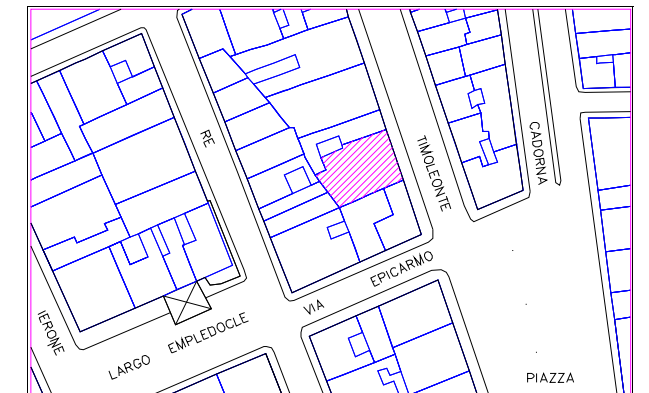 RE
TIMOLEONTE
CADORNA
VIA EPICARMO
IERONE
LARGO EMPLEDOCLE
PIAZZA